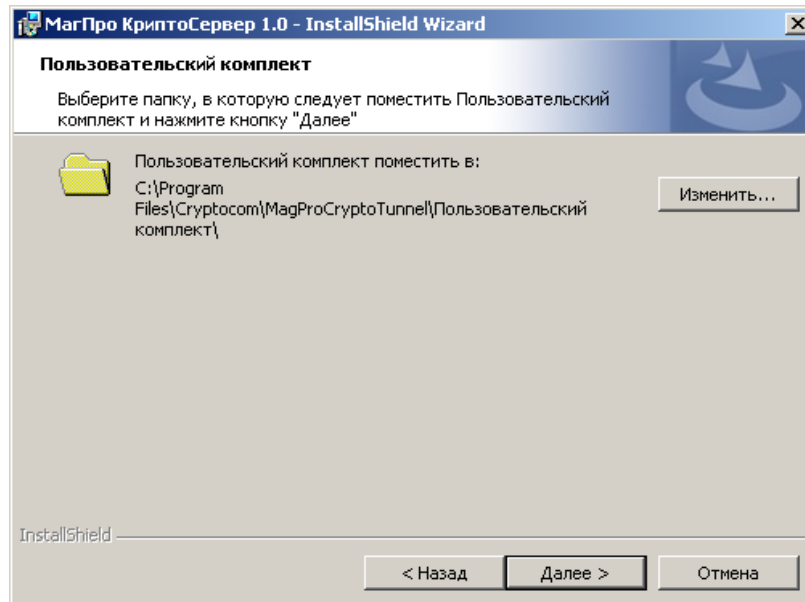 МагПро КриптоСервер 1.0 - InstallShield Wizard
Пользовательский комплект
Выберите папку, в которую следует поместить Пользовательский
комплект и нажмите кнопку "Далее"
Пользовательский комплект поместить в:
C:\Program
Files\Cryptocom\MagProCryptoTunnel\Пользовательский
комплект\
Изменить...
InstallShield
< Назад
Далее >
Отмена